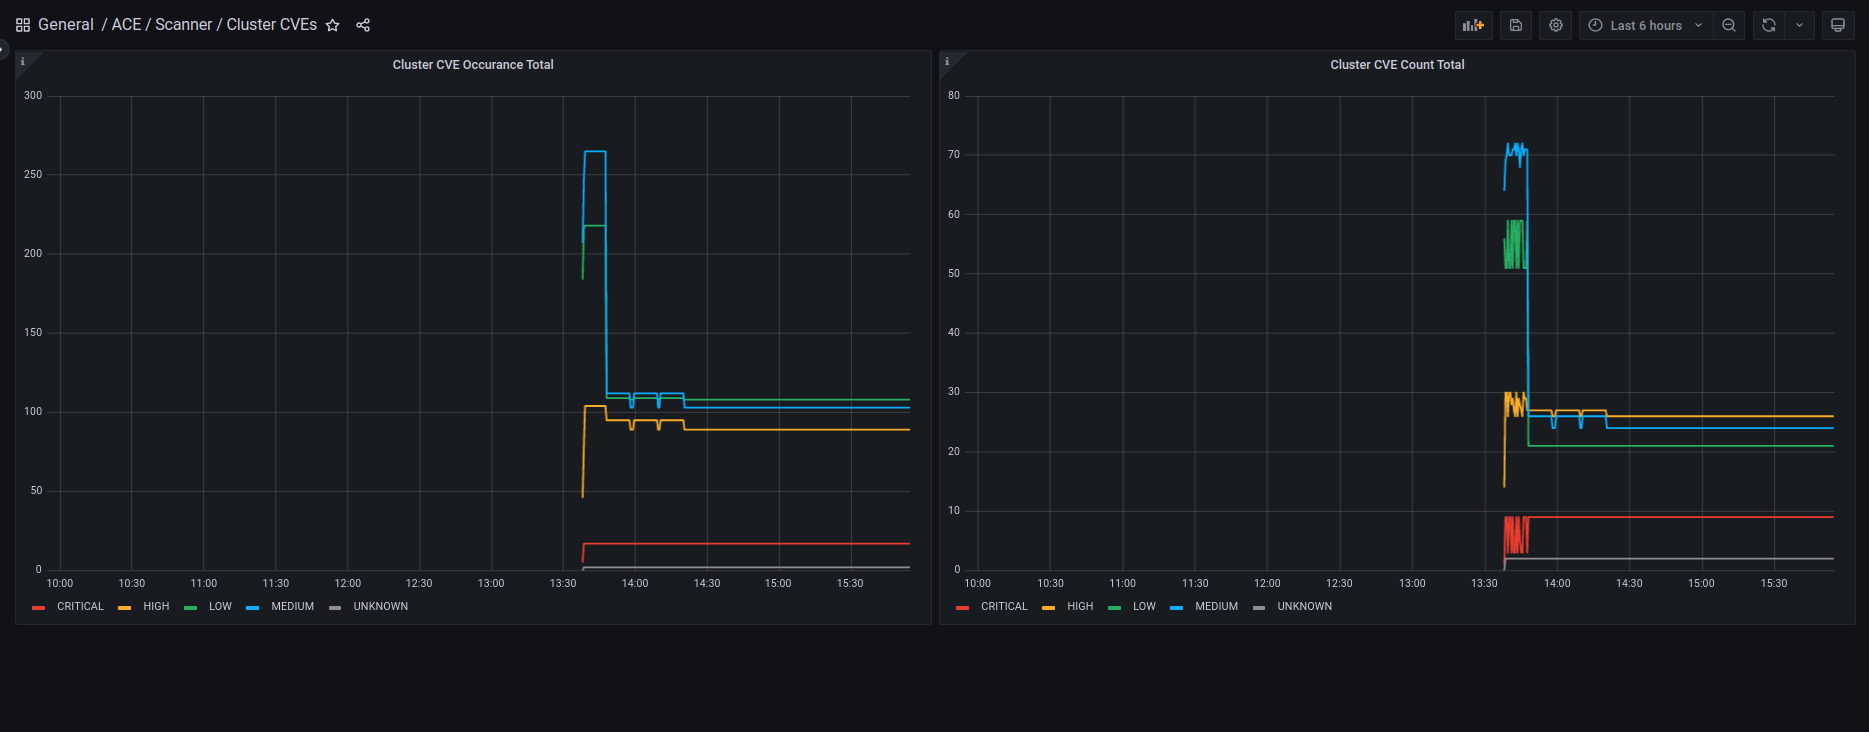 General / ACE / Scanner / Cluster CVEs
Last 6 hours
i
Cluster CVE Occurance Total
300
250
200
150
100
50
0
10:00 10:30 11:00 11:30 12:00 12:30 13:00 13:30 14:00 14:30 15:00 15:30
CRITICAL HIGH LOW MEDIUM UNKNOWN
i
Cluster CVE Count Total
80
70
60
50
40
30
20
10
0
10:00 10:30 11:00 11:30 12:00 12:30 13:00 13:30 14:00 14:30 15:00 15:30
CRITICAL HIGH LOW MEDIUM UNKNOWN